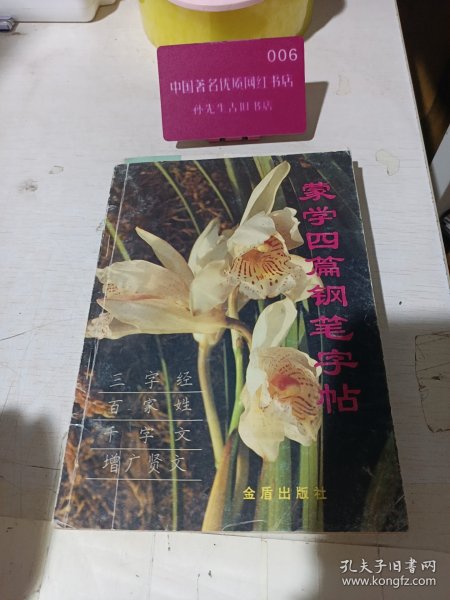 006
中国著名优质网红书店
孙先生古旧书店
蒙学四篇钢笔字帖
三字经
百家姓
千字文
增广贤文
金盾出版社
孔夫子旧书网
www.kongfz.com